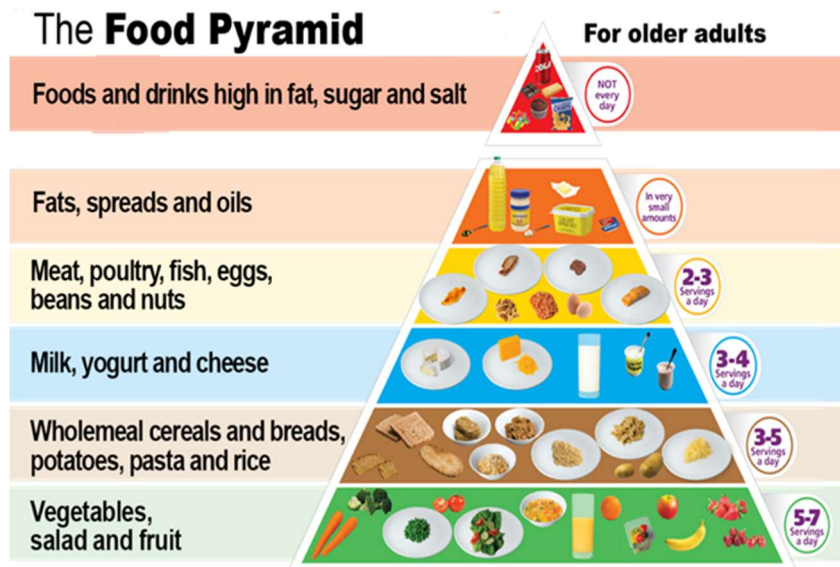 The Food Pyramid
For older adults
Foods and drinks high in fat, sugar and salt
NOT
every
day
Fats, spreads and oils
In very
small
amounts
Meat, poultry, fish, eggs,
beans and nuts
2-3
Servings
a day
Milk, yogurt and cheese
3-4
Servings
a day
Wholemeal cereals and breads,
potatoes, pasta and rice
3-5
Servings
a day
Vegetables,
salad and fruit
5-7
Servings
a day